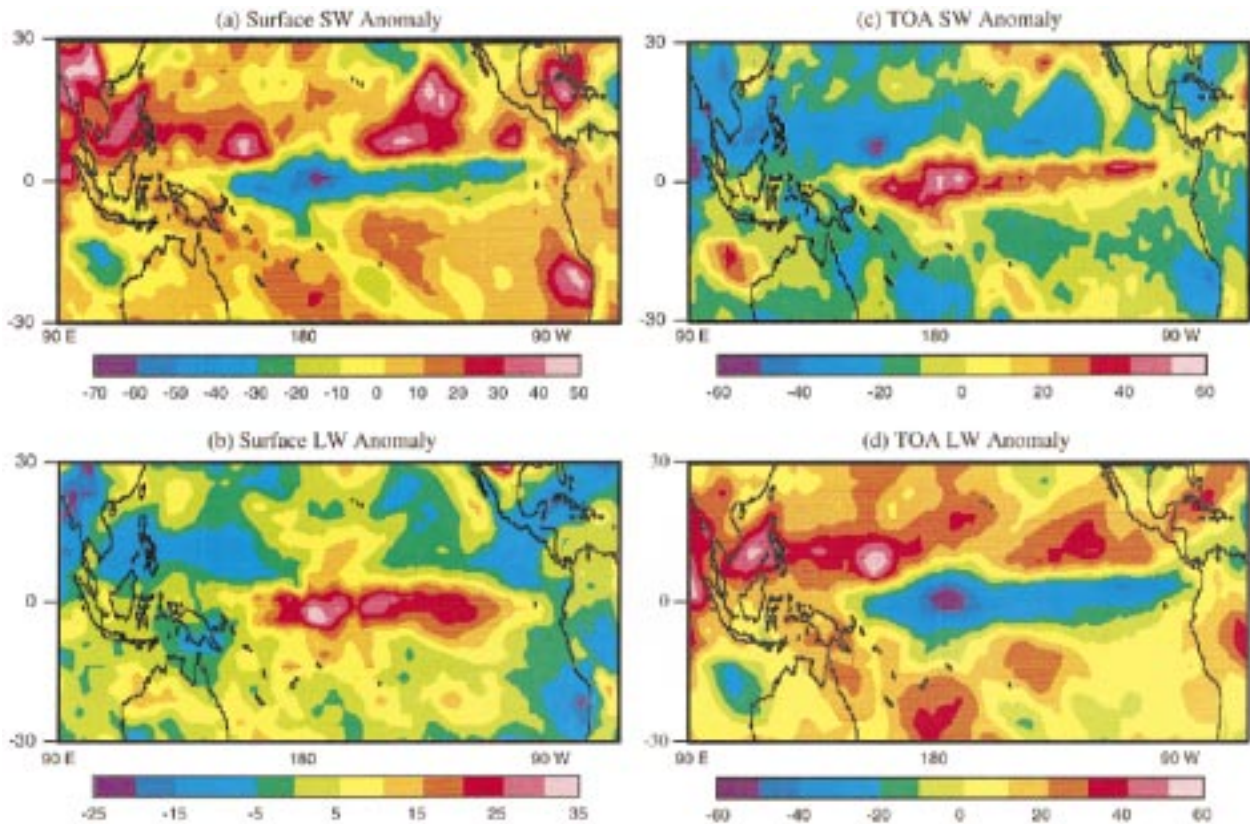 (a) Surface SW Anomaly
30
0
-30
90 E 180 90 W
-70 -60 -50 -40 -30 -20 -10 0 10 20 30 40 50
(c) TOA SW Anomaly
30
0
-30
90 E 180 90 W
-60 -40 -20 0 20 40 60
(b) Surface LW Anomaly
30
0
-30
90 E 180 90 W
-25 -15 -5 5 15 25 35
(d) TOA LW Anomaly
30
0
-30
90 E 180 90 W
-60 -40 -20 0 20 40 60